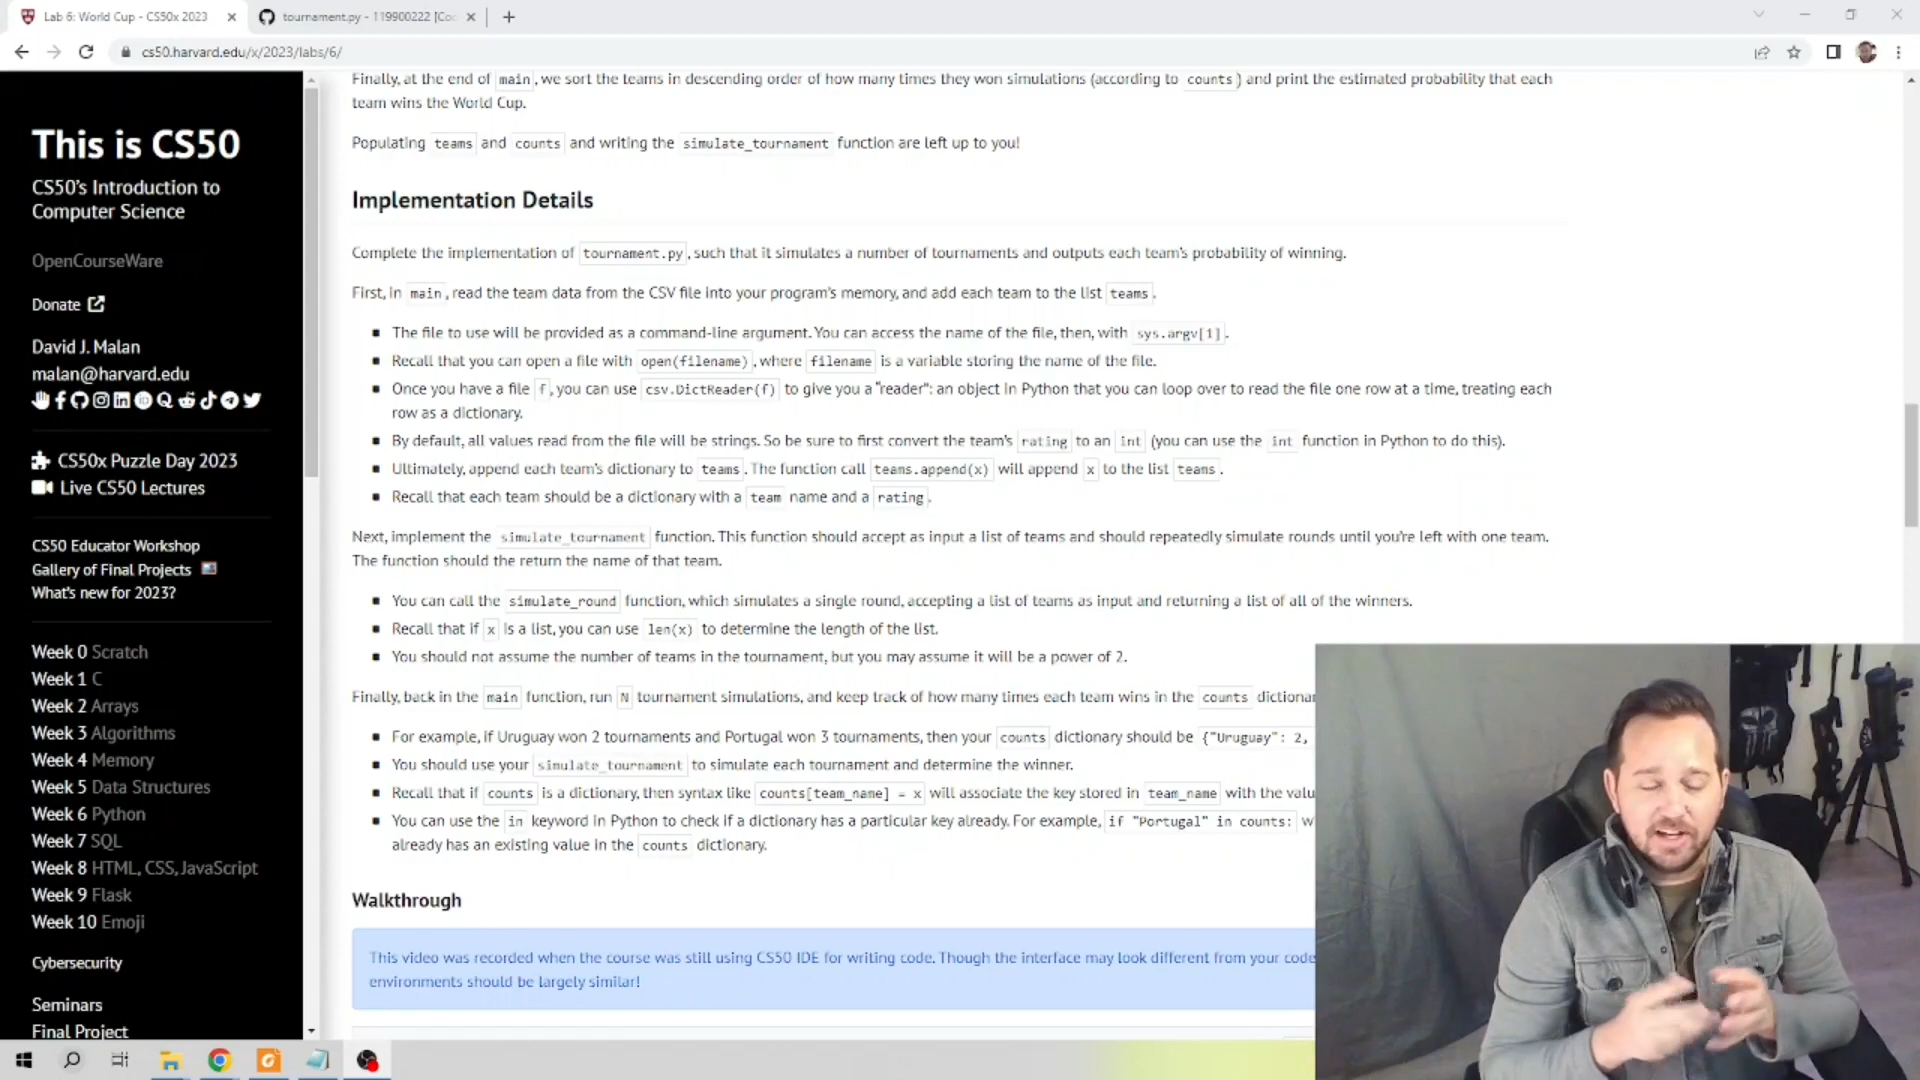 Lab 6: World Cup - CS50x 2023
tournament.py - 119900222 [Co
cs50.harvard.edu/x/2023/labs/6/
This is CS50
CS50's Introduction to
Computer Science
OpenCourseWare
Donate
David J. Malan
malan@harvard.edu
CS50x Puzzle Day 2023
Live CS50 Lectures
CS50 Educator Workshop
Gallery of Final Projects
What's new for 2023?
Week 0 Scratch
Week 1 C
Week 2 Arrays
Week 3 Algorithms
Week 4 Memory
Week 5 Data Structures
Week 6 Python
Week 7 SQL
Week 8 HTML, CSS, JavaScript
Week 9 Flask
Week 10 Emoji
Cybersecurity
Seminars
Final Project
Finally, at the end of main, we sort the teams in descending order of how many times they won simulations (according to counts) and print the estimated probability that each
team wins the World Cup.
Populating teams and counts and writing the simulate_tournament function are left up to you!
Implementation Details
Complete the implementation of tournament.py, such that it simulates a number of tournaments and outputs each team's probability of winning.
First, in main, read the team data from the CSV file into your program's memory, and add each team to the list teams.
The file to use will be provided as a command-line argument. You can access the name of the file, then, with sys.argv[1].
Recall that you can open a file with open(filename), where filename is a variable storing the name of the file.
Once you have a file f, you can use csv.DictReader(f) to give you a "reader": an object in Python that you can loop over to read the file one row at a time, treating each
row as a dictionary.
By default, all values read from the file will be strings. So be sure to first convert the team's rating to an int (you can use the int function in Python to do this).
Ultimately, append each team's dictionary to teams. The function call teams.append(x) will append x to the list teams.
Recall that each team should be a dictionary with a team name and a rating.
Next, implement the simulate_tournament function. This function should accept as input a list of teams and should repeatedly simulate rounds until you're left with one team.
The function should the return the name of that team.
You can call the simulate_round function, which simulates a single round, accepting a list of teams as input and returning a list of all of the winners.
Recall that if x is a list, you can use len(x) to determine the length of the list.
You should not assume the number of teams in the tournament, but you may assume it will be a power of 2.
Finally, back in the main function, run N tournament simulations, and keep track of how many times each team wins in the counts dictionar
For example, if Uruguay won 2 tournaments and Portugal won 3 tournaments, then your counts dictionary should be {"Uruguay": 2,
You should use your simulate_tournament to simulate each tournament and determine the winner.
Recall that if counts is a dictionary, then syntax like counts[team_name] = x will associate the key stored in team_name with the valu
You can use the in keyword in Python to check if a dictionary has a particular key already. For example, if "Portugal" in counts: w
already has an existing value in the counts dictionary.
Walkthrough
This video was recorded when the course was still using CS50 IDE for writing code. Though the interface may look different from your code
environments should be largely similar!